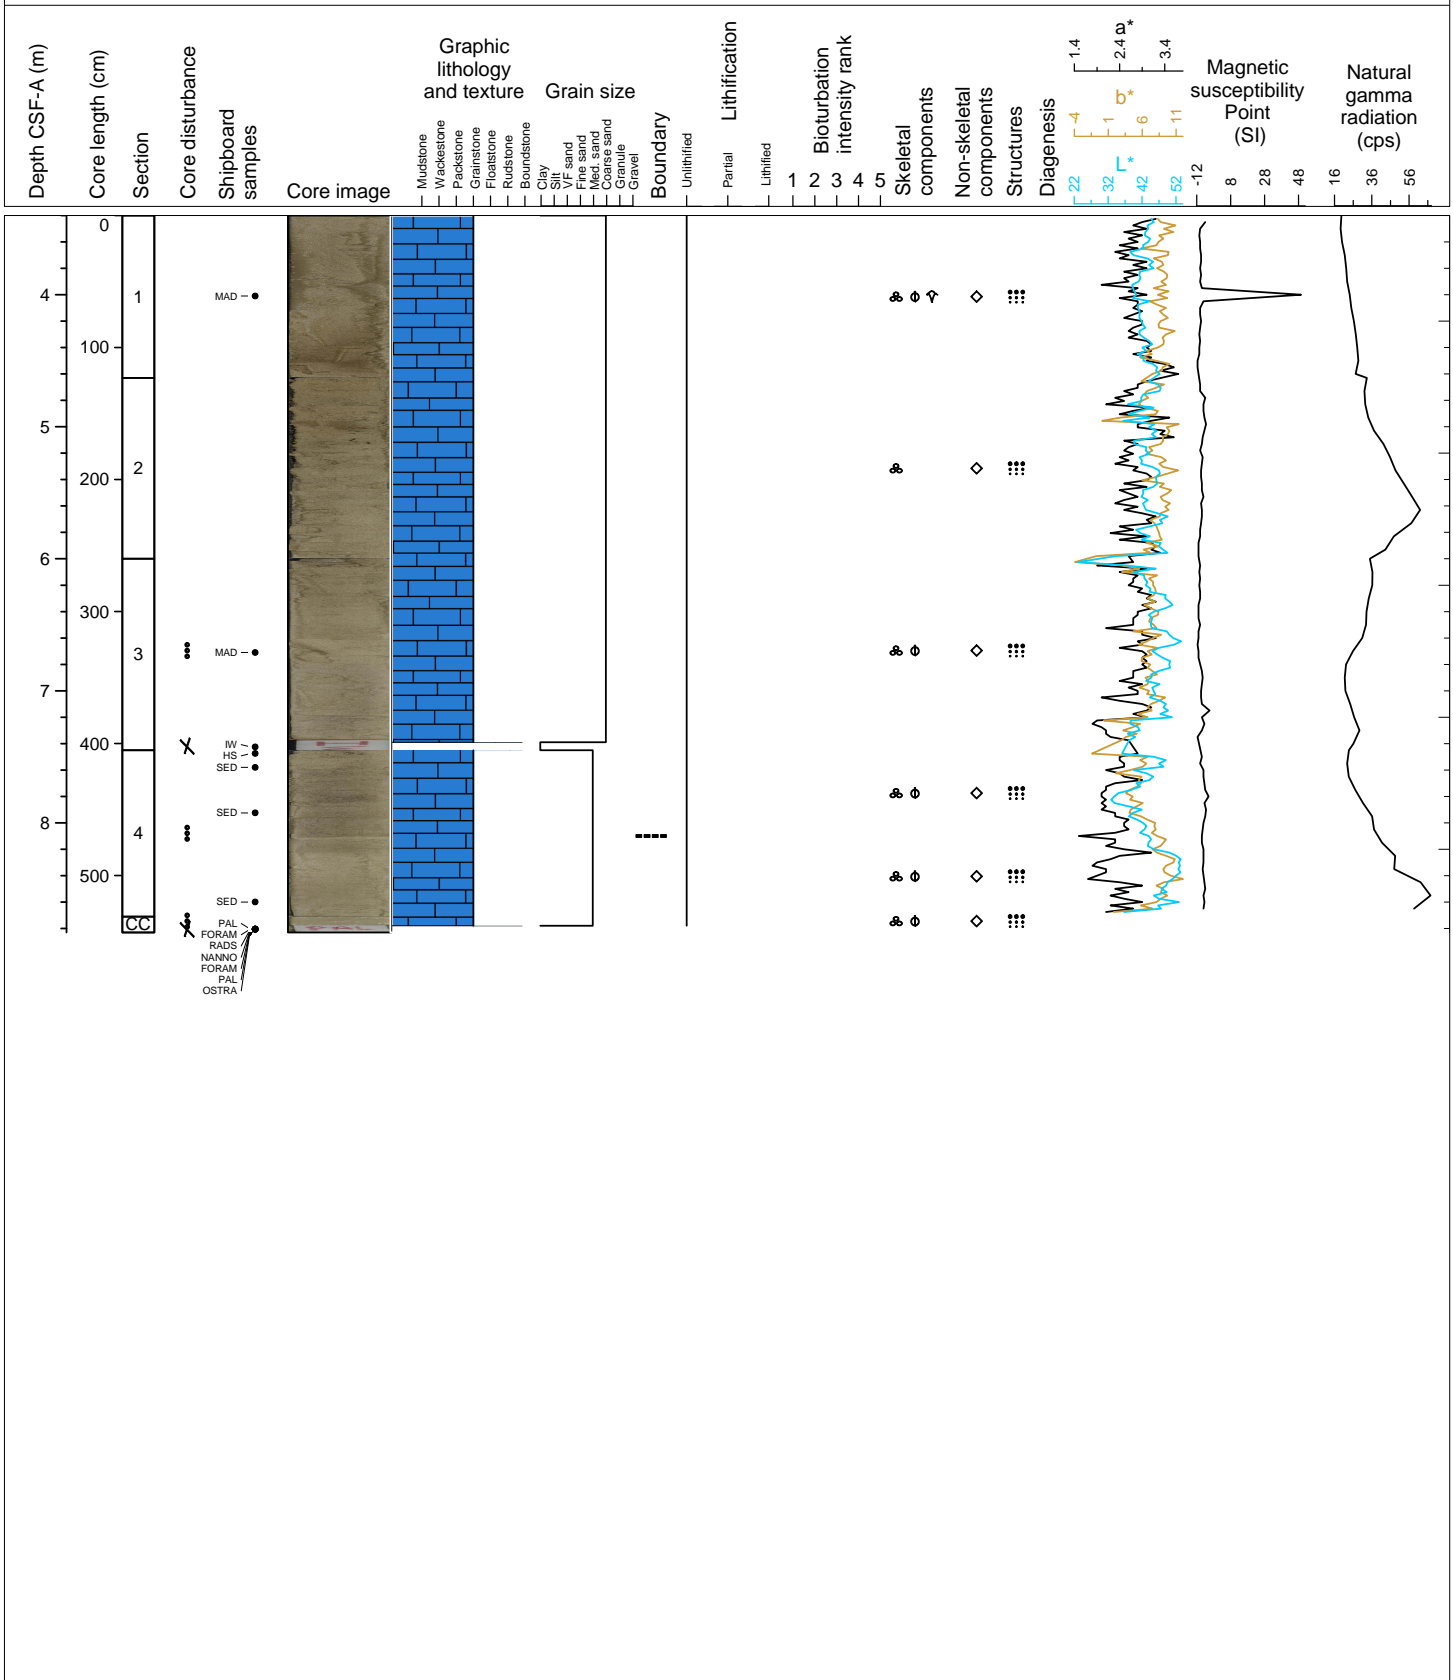 Depth CSF-A (m)
Core length (cm)
Section
Core disturbance
Shipboard
samples
Core image
Graphic
lithology
and texture
Mudstone
Wackestone
Packstone
Grainstone
Floatstone
Rudstone
Boundstone
Grain size
Clay
Silt
VF sand
Fine sand
Med. sand
Coarse sand
Granule
Gravel
Boundary
Lithification
Unlithified
Partial
Lithified
Bioturbation
intensity rank
1 2 3 4 5
Skeletal
components
Non-skeletal
components
Structures
Diagenesis
a*
1.4 2.4 3.4
b*
-4 1 6 11
L*
22 32 42 52
Magnetic
susceptibility
Point
(SI)
-12 8 28 48
Natural
gamma
radiation
(cps)
16 36 56
0
4
1
MAD
100
5
2
200
6
300
3
MAD
7
400
IW
HS
SED
SED
8
4
500
SED
CC
PAL
FORAM
RADS
NANNO
FORAM
PAL
OSTRA